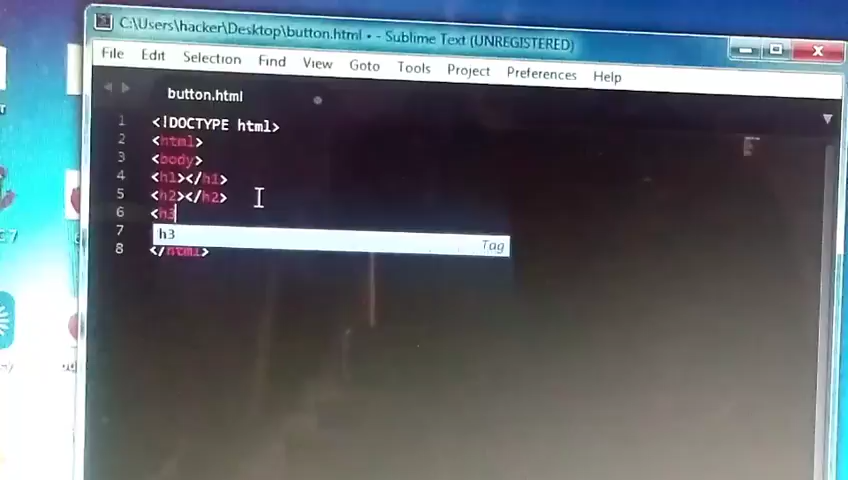 C:\Users\hacker\Desktop\button.html • - Sublime Text (UNREGISTERED)
File Edit Selection Find View Goto Tools Project Preferences Help
button.html
1 <!DOCTYPE html>
2 <html>
3 <body>
4 <h1></h1>
5 <h2></h2>
6 <h3
7 h3 Tag
8 </html>